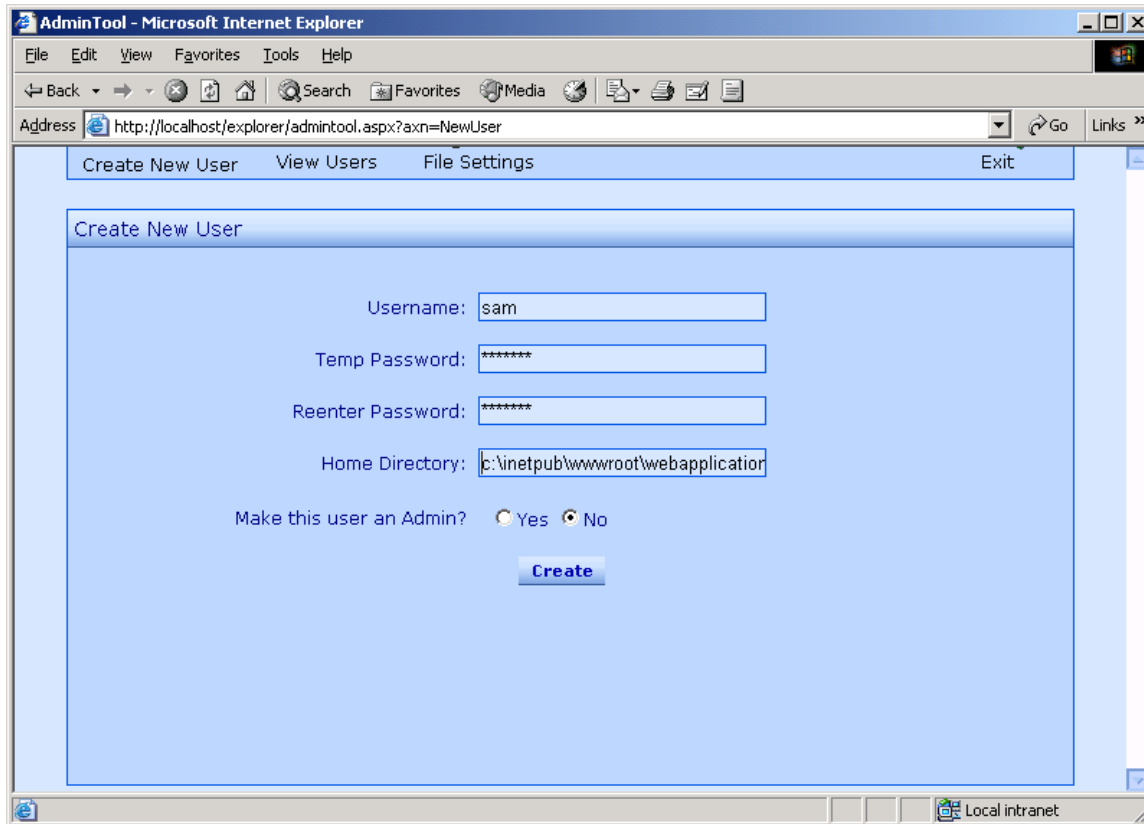 AdminTool - Microsoft Internet Explorer
File Edit View Favorites Tools Help
Back Search Favorites Media
Address http://localhost/explorer/admintool.aspx?axn=NewUser Go Links »
Create New User View Users File Settings Exit
Create New User
Username: sam
Temp Password: *******
Reenter Password: *******
Home Directory: c:\inetpub\wwwroot\webapplication
Make this user an Admin? Yes No
Create
Local intranet